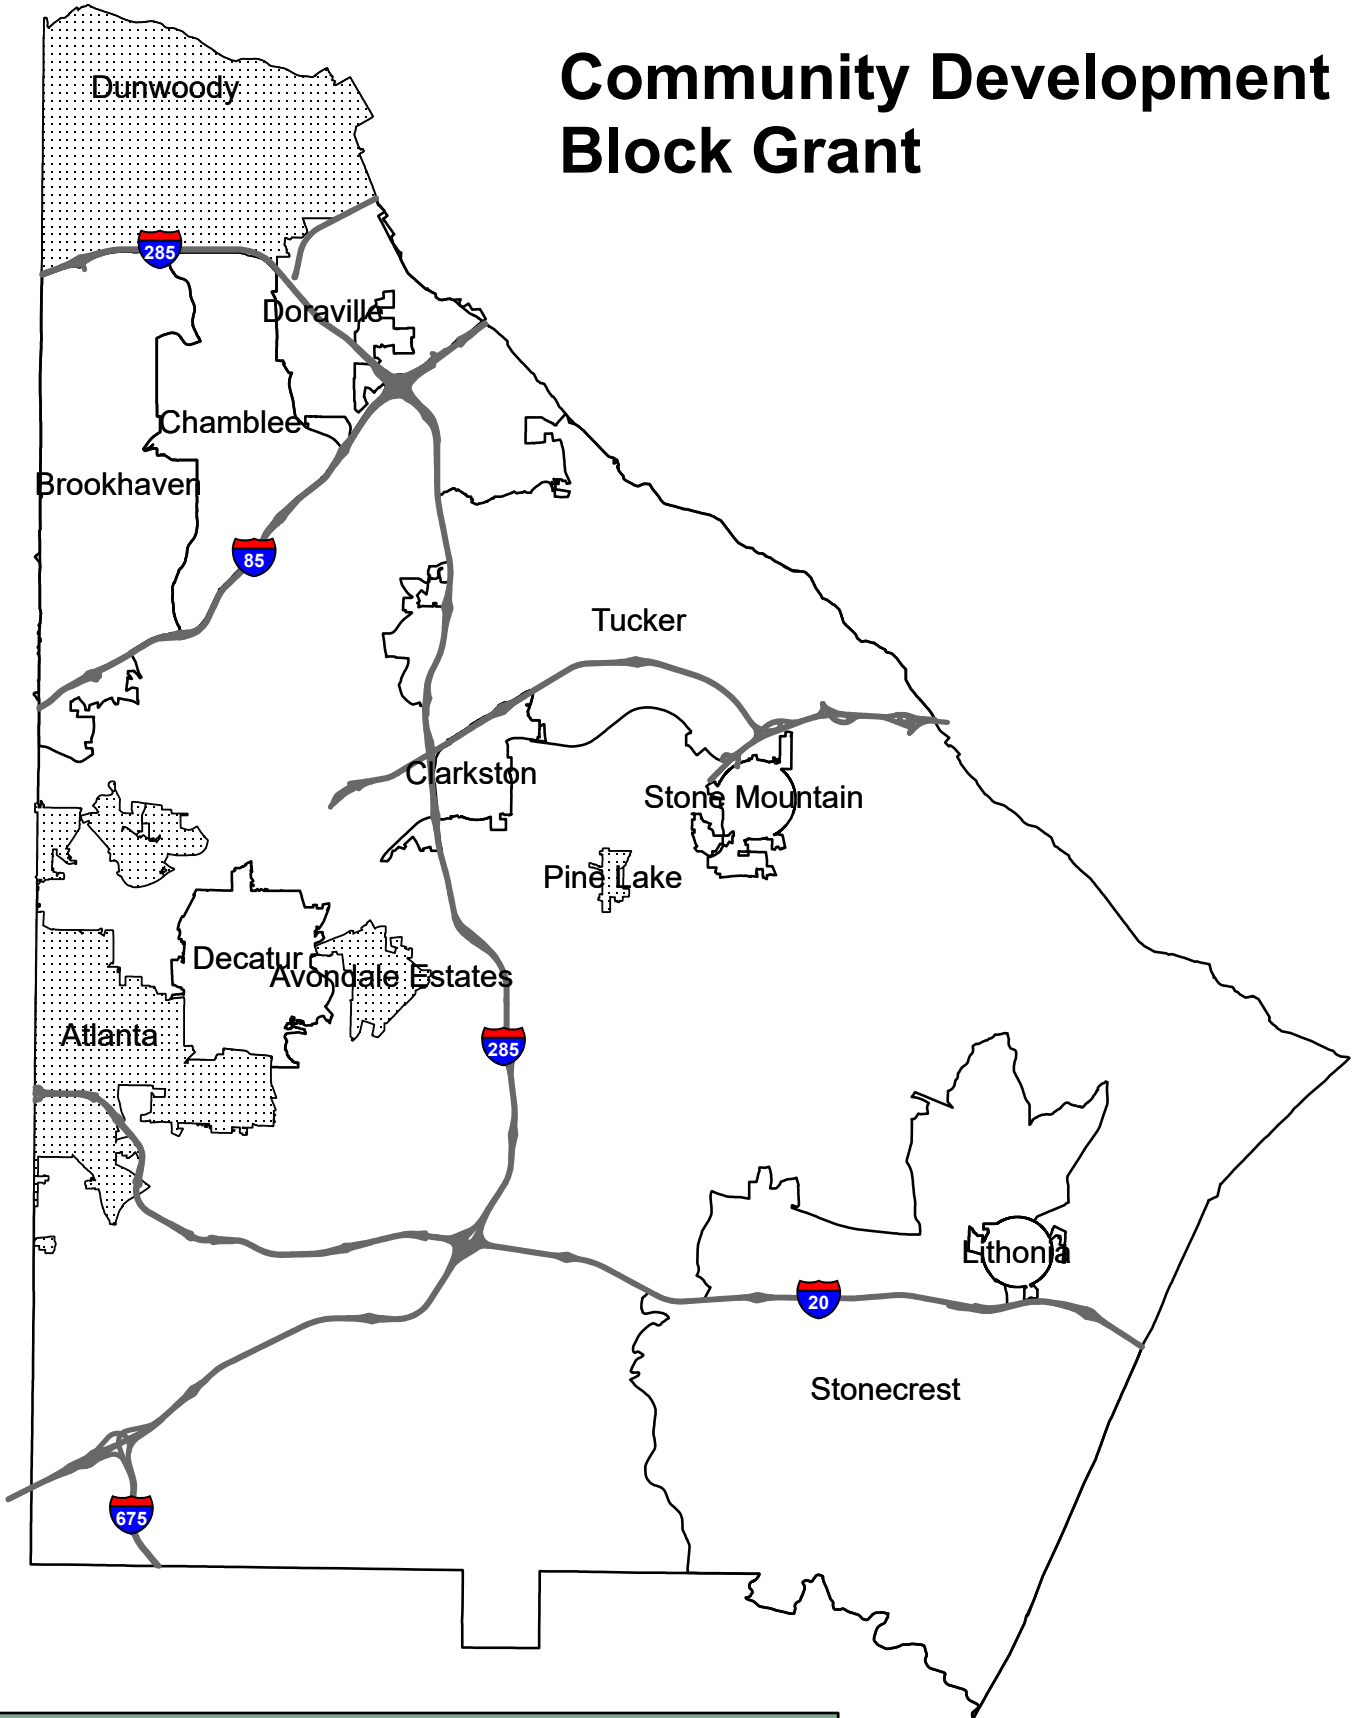 Community Development
Block Grant
Dunwoody
285
Doraville
Chamblee
Brookhaven
85
Tucker
Clarkston
Stone Mountain
Pine Lake
Decatur
Avondale Estates
Atlanta
285
Lithonia
20
Stonecrest
675